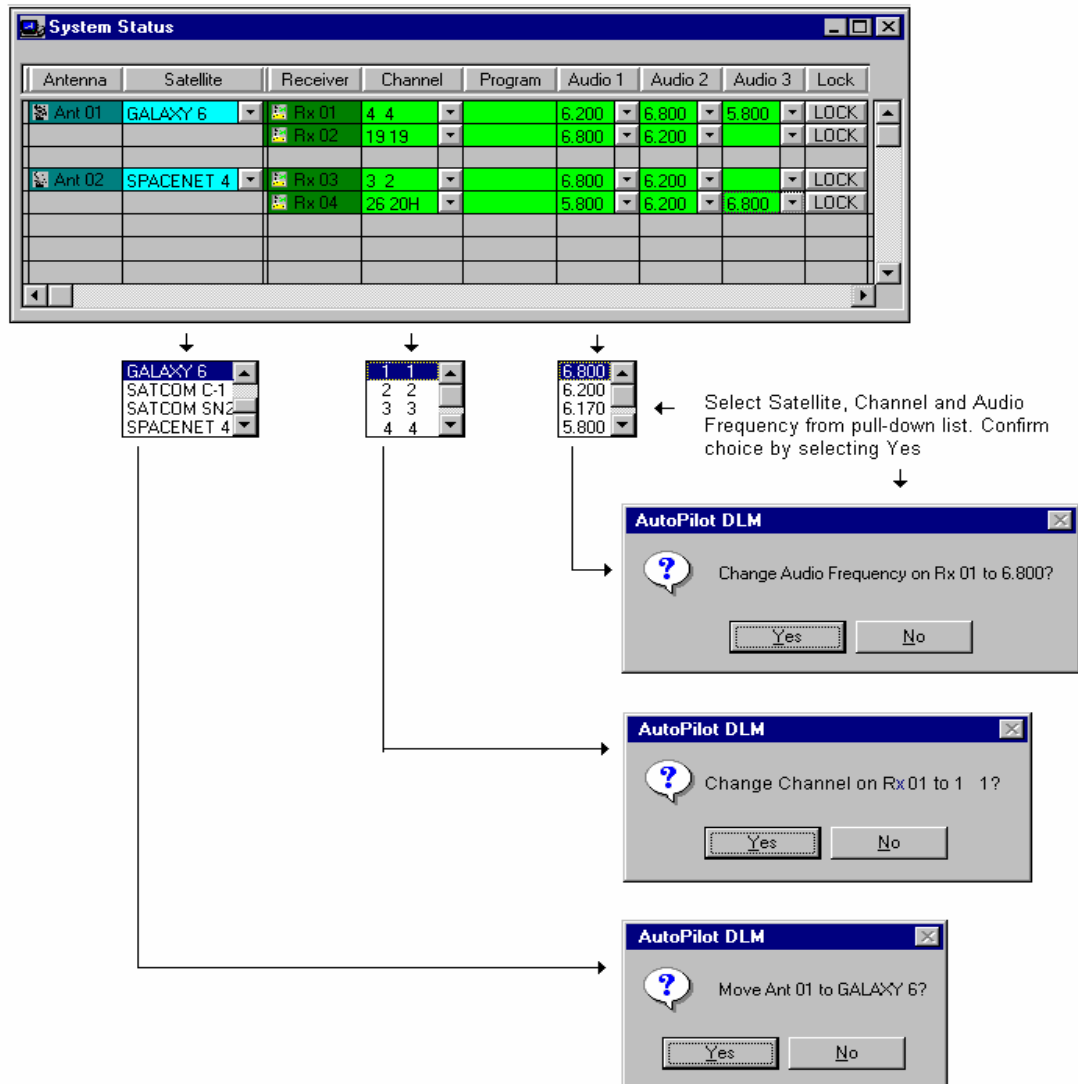 System Status
Antenna Satellite Receiver Channel Program Audio 1 Audio 2 Audio 3 Lock
Ant 01 GALAXY 6 Rx 01 4 4 6.200 6.800 5.800 LOCK
Rx 02 19 19 6.800 6.200 LOCK
Ant 02 SPACENET 4 Rx 03 3 2 6.800 6.200 LOCK
Rx 04 26 20H 5.800 6.200 6.800 LOCK
GALAXY 6
SATCOM C-1
SATCOM SN2
SPACENET 4
1 1
2 2
3 3
4 4
6.800
6.200
6.170
5.800
Select Satellite, Channel and Audio
Frequency from pull-down list. Confirm
choice by selecting Yes
AutoPilot DLM
Change Audio Frequency on Rx 01 to 6.800?
Yes No
AutoPilot DLM
Change Channel on Rx 01 to 1 1?
Yes No
AutoPilot DLM
Move Ant 01 to GALAXY 6?
Yes No